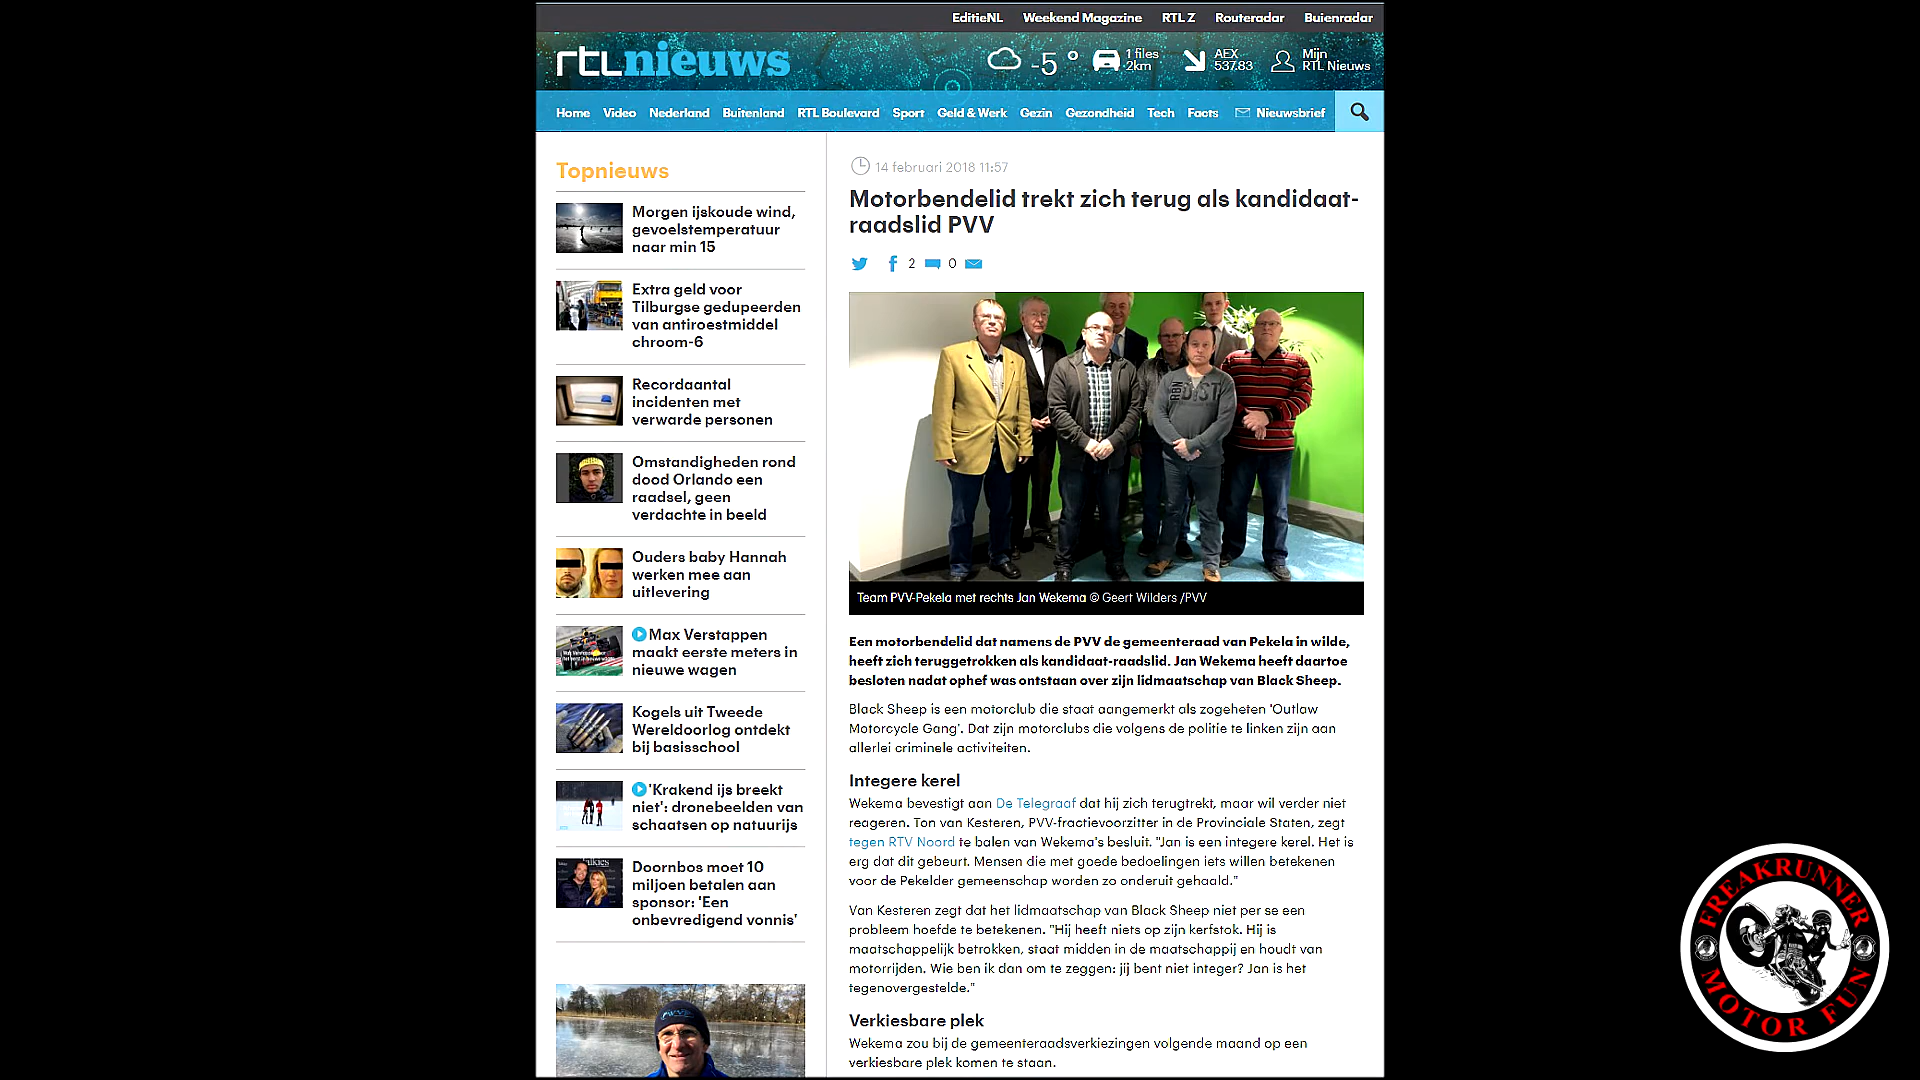 EditieNL Weekend Magazine RTL Z Routeradar Buienradar
rtlnieuws
-5 °
1 files
2km
AEX
537.83
Mijn
RTL Nieuws
Home Video Nederland Buitenland RTL Boulevard Sport Geld & Werk Gezin Gezondheid Tech Facts Nieuwsbrief
Topnieuws
Morgen ijskoude wind,
gevoelstemperatuur
naar min 15
Extra geld voor
Tilburgse gedupeerden
van antiroestmiddel
chroom-6
Recordaantal
incidenten met
verwarde personen
Omstandigheden rond
dood Orlando een
raadsel, geen
verdachte in beeld
Ouders baby Hannah
werken mee aan
uitlevering
Max Verstappen
maakt eerste meters in
nieuwe wagen
Kogels uit Tweede
Wereldoorlog ontdekt
bij basisschool
'Krakend ijs breekt
niet': dronebeelden van
schaatsen op natuurijs
Doornbos moet 10
miljoen betalen aan
sponsor: 'Een
onbevredigend vonnis'
14 februari 2018 11:57
Motorbendelid trekt zich terug als kandidaat-
raadslid PVV
2 0
Team PVV-Pekela met rechts Jan Wekema © Geert Wilders /PVV
Een motorbendelid dat namens de PVV de gemeenteraad van Pekela in wilde,
heeft zich teruggetrokken als kandidaat-raadslid. Jan Wekema heeft daartoe
besloten nadat ophef was ontstaan over zijn lidmaatschap van Black Sheep.
Black Sheep is een motorclub die staat aangemerkt als zogeheten 'Outlaw
Motorcycle Gang'. Dat zijn motorclubs die volgens de politie te linken zijn aan
allerlei criminele activiteiten.
Integere kerel
Wekema bevestigt aan De Telegraaf dat hij zich terugtrekt, maar wil verder niet
reageren. Ton van Kesteren, PVV-fractievoorzitter in de Provinciale Staten, zegt
tegen RTV Noord te balen van Wekema's besluit. "Jan is een integere kerel. Het is
erg dat dit gebeurt. Mensen die met goede bedoelingen iets willen betekenen
voor de Pekelder gemeenschap worden zo onderuit gehaald."
Van Kesteren zegt dat het lidmaatschap van Black Sheep niet per se een
probleem hoefde te betekenen. "Hij heeft niets op zijn kerfstok. Hij is
maatschappelijk betrokken, staat midden in de maatschappij en houdt van
motorrijden. Wie ben ik dan om te zeggen: jij bent niet integer? Jan is het
tegenovergestelde."
Verkiesbare plek
Wekema zou bij de gemeenteraadsverkiezingen volgende maand op een
verkiesbare plek komen te staan.
FREAKRUNNER
MOTOR FUN